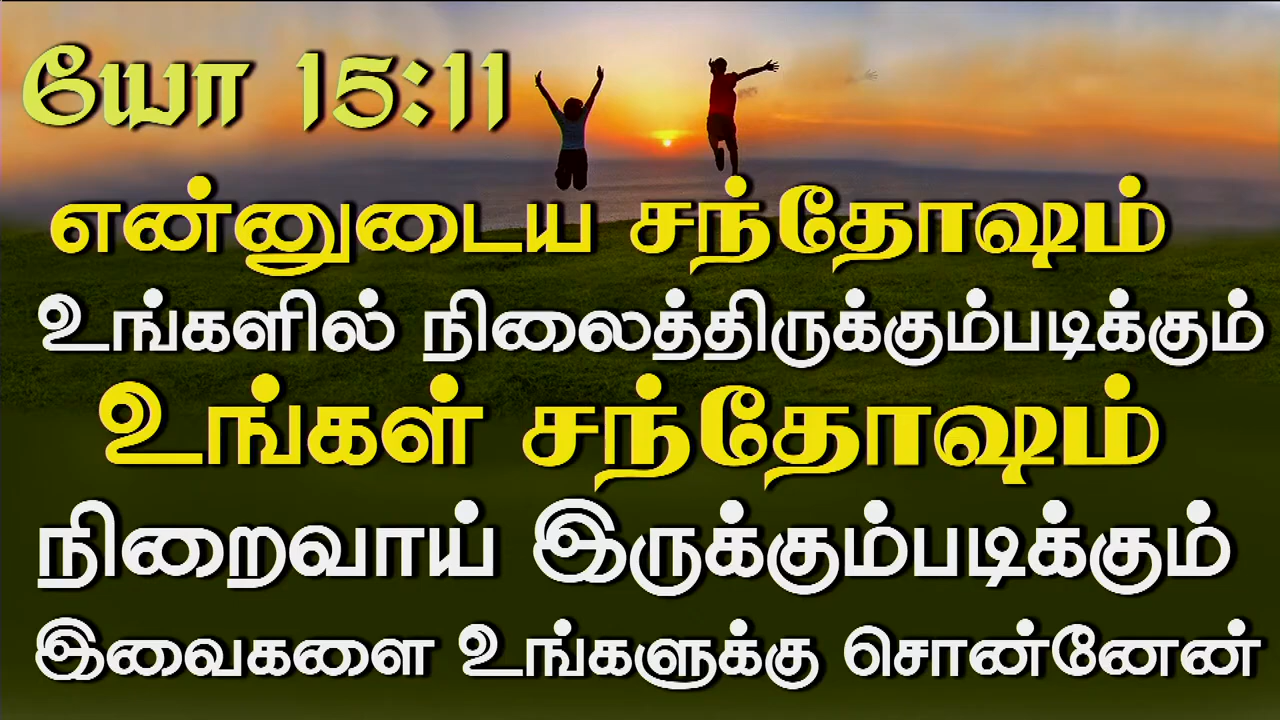 யோ 15:11
என்னுடைய சந்தோஷம்
உங்களில் நிலைத்திருக்கும்படிக்கும்
உங்கள் சந்தோஷம்
நிறைவாய் இருக்கும்படிக்கும்
இவைகளை உங்களுக்கு சொன்னேன்